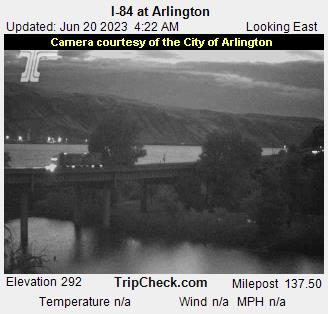 I-84 at Arlington
Updated: Jun 20 2023 4:22 AM Looking East
Camera courtesy of the City of Arlington
Elevation 292 TripCheck.com Milepost 137.50
Temperature n/a Wind n/a MPH n/a